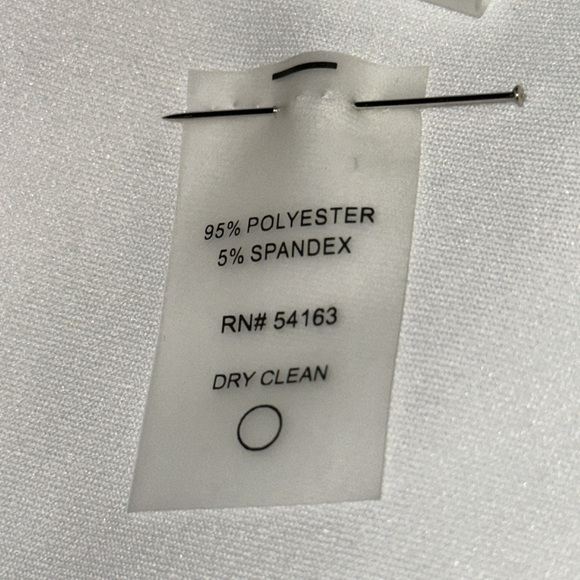 95% POLYESTER
5% SPANDEX
RN# 54163
DRY CLEAN